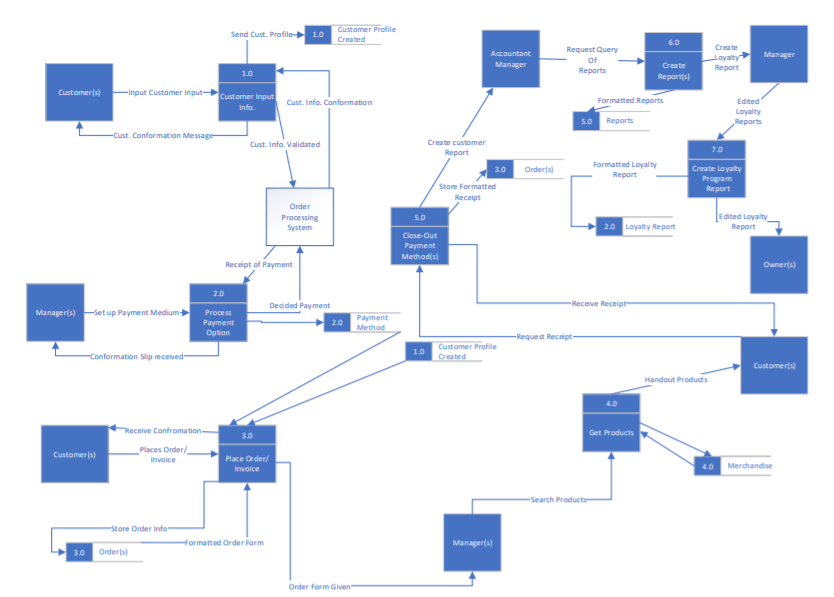 Send Cust. Profile
1.0
Customer Profile
Created
Customer(s)
Input Customer Input
1.0
Customer Input
Info.
Cust. Info. Conformation
Cust. Conformation Message
Cust. Info. Validated
Order
Processing
System
Receipt of Payment
Manager(s)
Set up Payment Medium
2.0
Process
Payment
Option
Decided Payment
2.0
Payment
Method
Conformation Slip received
1.0
Customer Profile
Created
Accountant
Manager
Request Query
Of
Reports
6.0
Create
Report(s)
Create
Loyalty
Report
Manager
Formatted Reports
5.0
Reports
Edited
Loyalty
Reports
7.0
Create Loyalty
Program
Report
Formatted Loyalty
Report
2.0
Loyalty Report
Edited Loyalty
Report
Owner(s)
Create customer
Report
3.0
Order(s)
Store Formatted
Receipt
5.0
Close-Out
Payment
Method(s)
Receive Receipt
Request Receipt
Customer(s)
Handout Products
4.0
Get Products
4.0
Merchandise
Search Products
Manager(s)
Customer(s)
Receive Confromation
Places Order/
Invoice
3.0
Place Order/
Invoice
Store Order Info
3.0
Order(s)
Formatted Order Form
Order Form Given